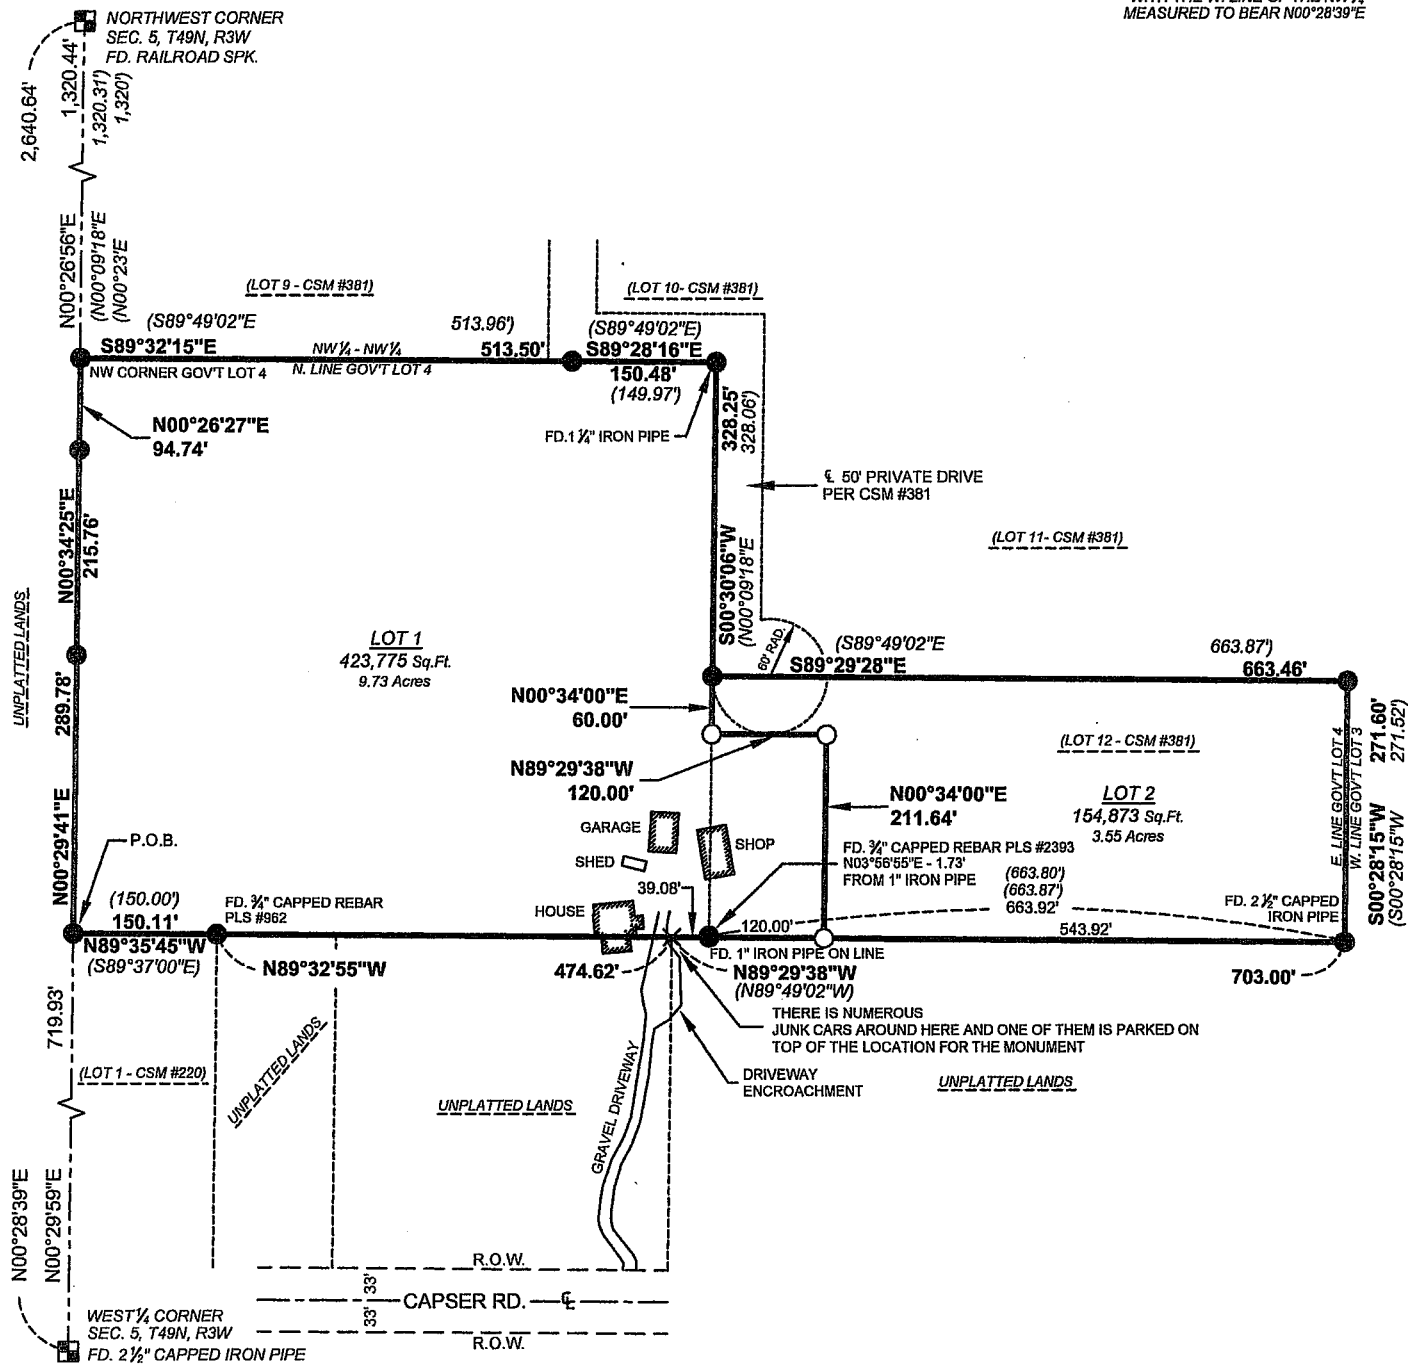 WITH THE W. LINE OF THE NW ¼
MEASURED TO BEAR N00°28'39"E
NORTHWEST CORNER
SEC. 5, T49N, R3W
FD. RAILROAD SPK.
2,640.64'
1,320.44'
1,320.31')
1,320')
N00°26'56"E
(N00°09'18"E
(N00°23'E
(LOT 9 - CSM #381)
(LOT 10- CSM #381)
(S89°49'02"E
513.96')
(S89°49'02"E)
S89°32'15"E
NW ¼ - NW ¼
513.50'
S89°28'16"E
NW CORNER GOV'T LOT 4
N. LINE GOV'T LOT 4
150.48'
(149.97')
N00°26'27"E
94.74'
FD.1 ¼" IRON PIPE
328.25'
328.06')
℄ 50' PRIVATE DRIVE
PER CSM #381
N00°34'25"E
215.76'
S00°30'06"W
(N00°09'18"E
(LOT 11- CSM #381)
UNPLATTED LANDS
LOT 1
423,775 Sq.Ft.
9.73 Acres
60' RAD.
(S89°49'02"E
663.87')
S89°29'28"E
663.46'
N00°34'00"E
60.00'
289.78'
N00°29'41"E
271.60'
271.52')
E. LINE GOV'T LOT 4
W. LINE GOV'T LOT 3
S00°28'15"W
(S00°28'15"W
(LOT 12 - CSM #381)
N89°29'38"W
120.00'
N00°34'00"E
211.64'
LOT 2
154,873 Sq.Ft.
3.55 Acres
GARAGE
SHED
SHOP
P.O.B.
FD. ¾" CAPPED REBAR PLS #2393
N03°56'55"E - 1.73'
FROM 1" IRON PIPE
(663.80')
(663.87')
663.92'
39.08'
(150.00')
150.11'
FD. ¾" CAPPED REBAR
PLS #962
HOUSE
FD. 2 ½" CAPPED
IRON PIPE
120.00'
543.92'
N89°35'45"W
(S89°37'00"E)
N89°32'55"W
474.62'
FD. 1" IRON PIPE ON LINE
N89°29'38"W
(N89°49'02"W)
703.00'
719.93'
THERE IS NUMEROUS
JUNK CARS AROUND HERE AND ONE OF THEM IS PARKED ON
TOP OF THE LOCATION FOR THE MONUMENT
(LOT 1 - CSM #220)
UNPLATTED LANDS
UNPLATTED LANDS
GRAVEL DRIVEWAY
DRIVEWAY
ENCROACHMENT
UNPLATTED LANDS
N00°28'39"E
N00°29'59"E
R.O.W.
33'
CAPSER RD.
℄
33'
R.O.W.
WEST ¼ CORNER
SEC. 5, T49N, R3W
FD. 2 ½" CAPPED IRON PIPE